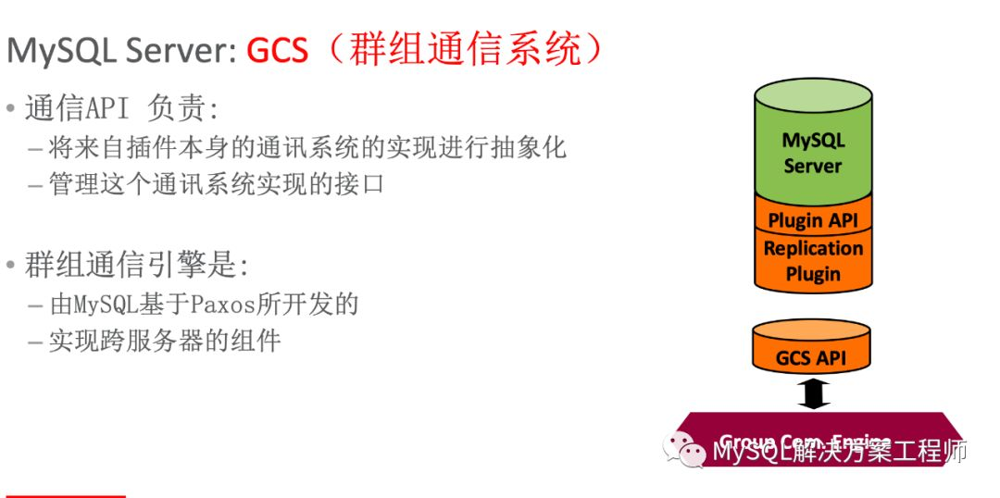 MySQL Server: GCS（群组通信系统）
• 通信API 负责:
– 将来自插件本身的通讯系统的实现进行抽象化
– 管理这个通讯系统实现的接口
• 群组通信引擎是:
– 由MySQL基于Paxos所开发的
– 实现跨服务器的组件
MySQL
Server
Plugin API
Replication
Plugin
GCS API
Group Com. Engine
MySQL解决方案工程师